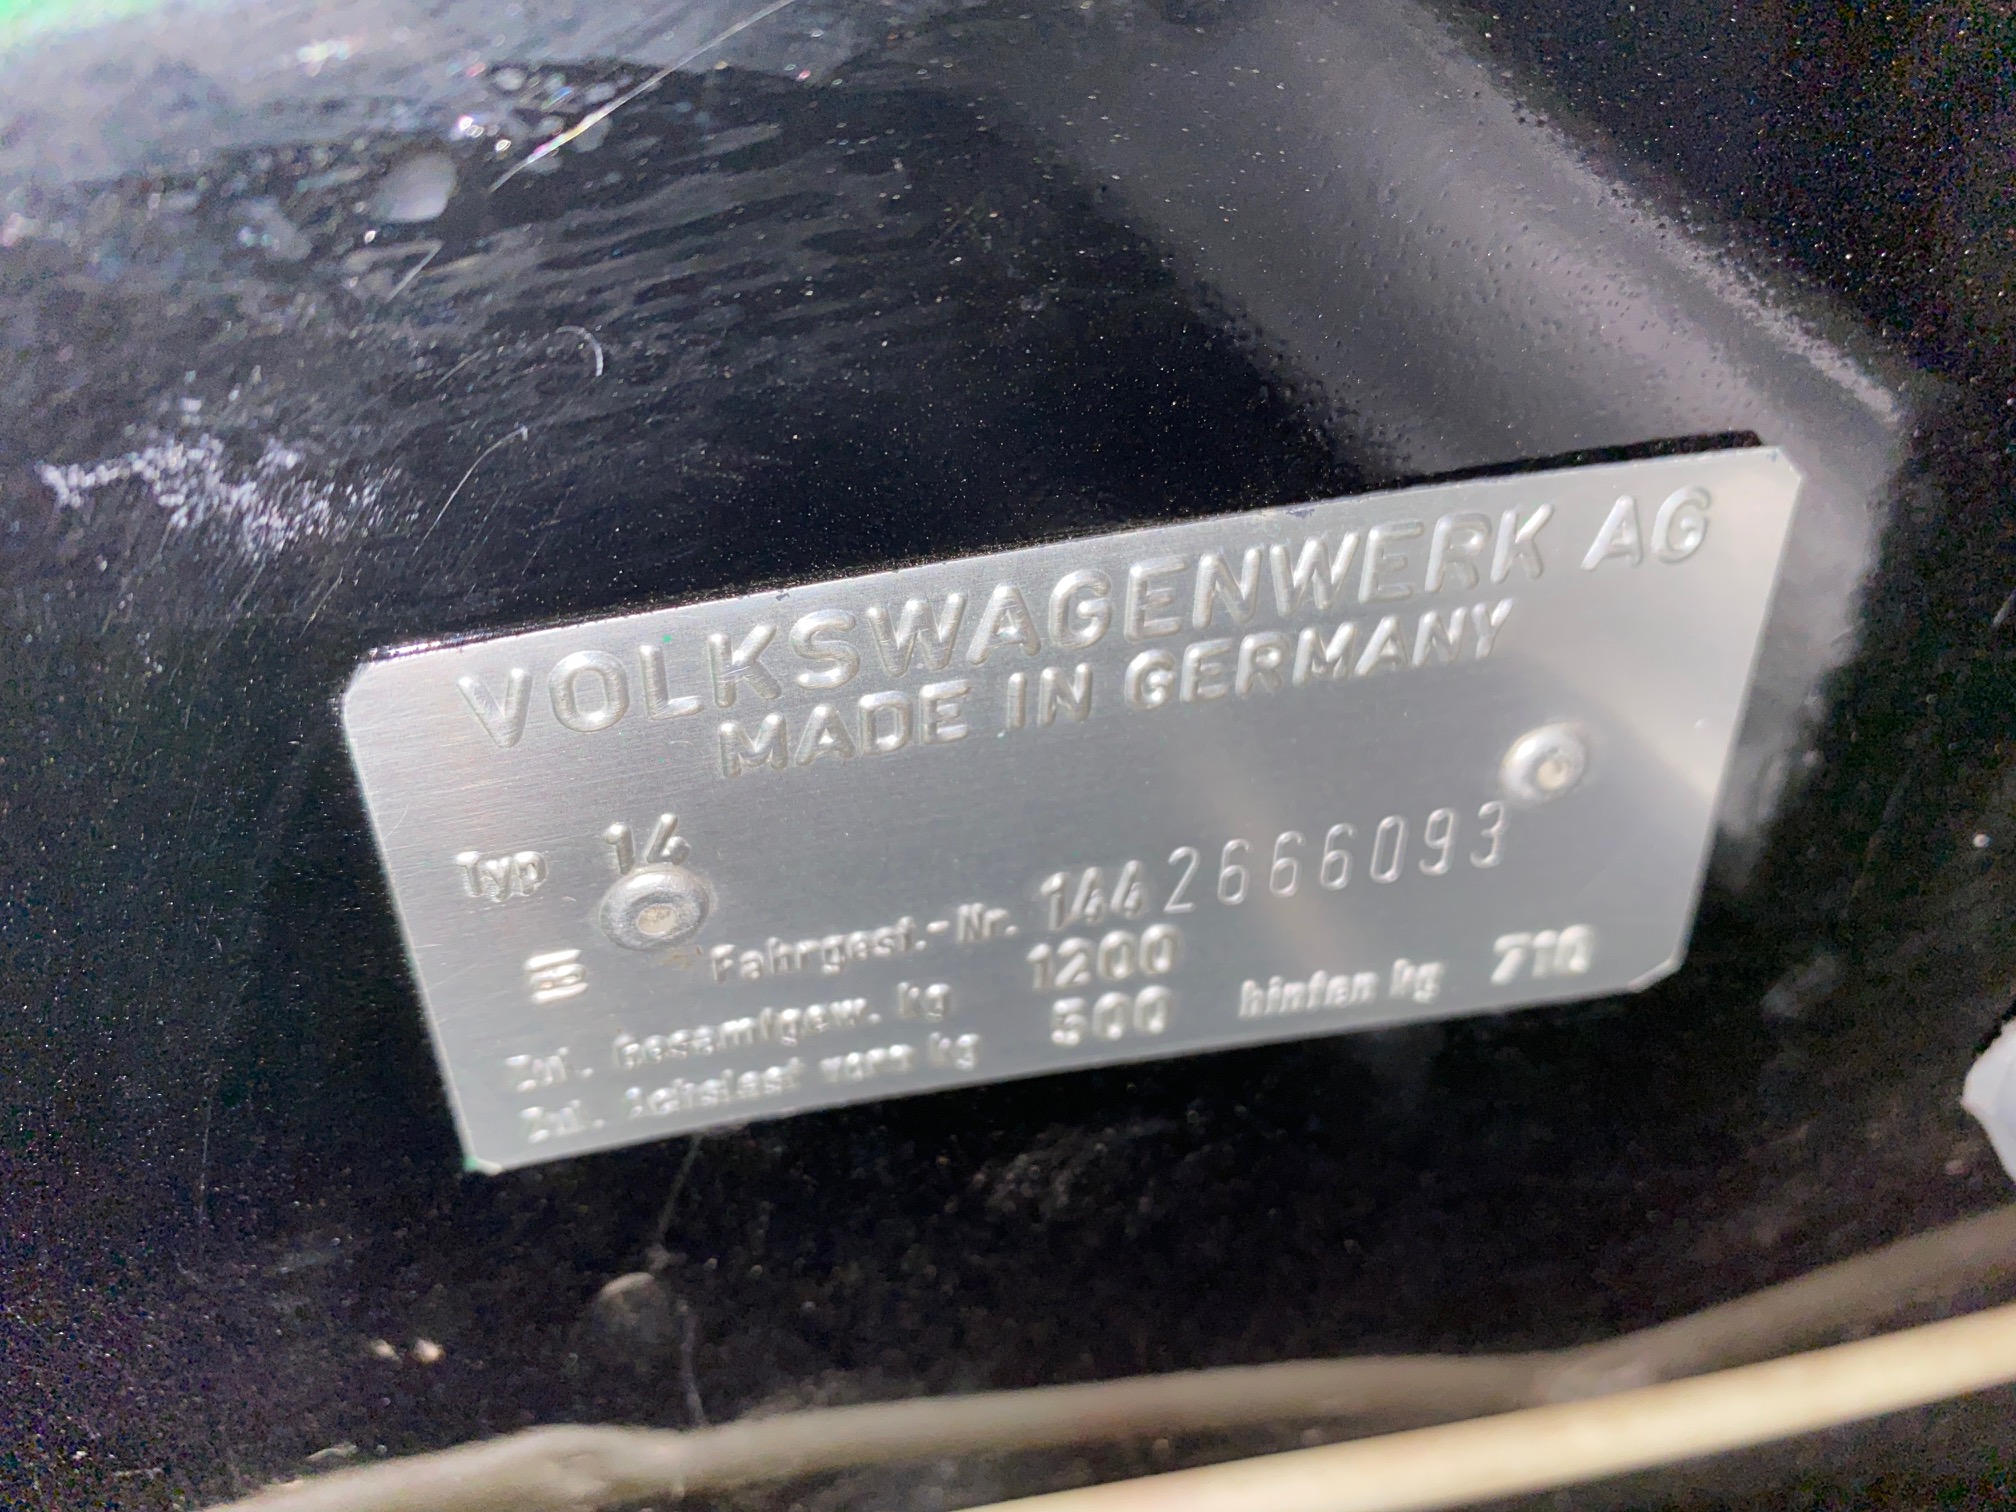 VOLKSWAGENWERK AG
MADE IN GERMANY
Typ 14
Fahrgest.-Nr. 1442666093
Zul. Gesamtgew. kg 1200
Zul. Achslast vorn kg 500 hinten kg 710